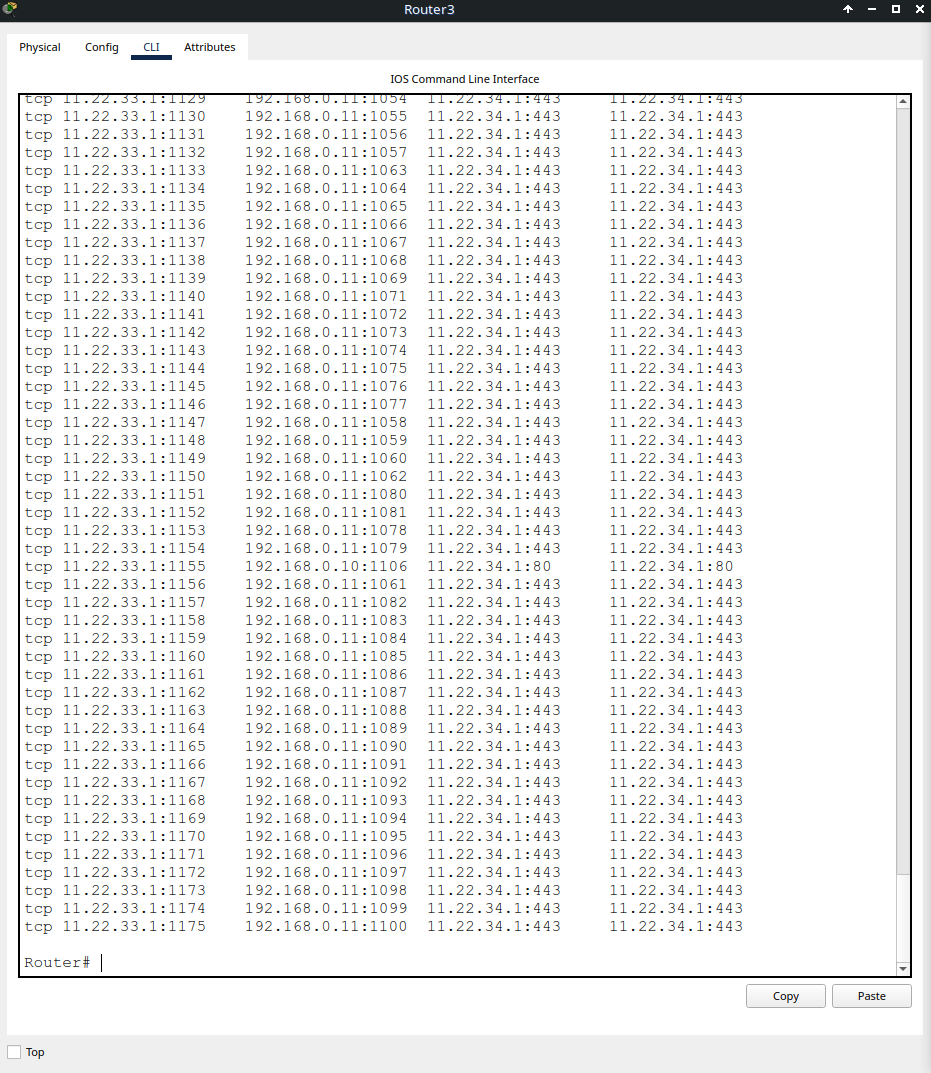 Router3
Physical Config CLI Attributes
IOS Command Line Interface
tcp 11.22.33.1:1129 192.168.0.11:1054 11.22.34.1:443 11.22.34.1:443
tcp 11.22.33.1:1130 192.168.0.11:1055 11.22.34.1:443 11.22.34.1:443
tcp 11.22.33.1:1131 192.168.0.11:1056 11.22.34.1:443 11.22.34.1:443
tcp 11.22.33.1:1132 192.168.0.11:1057 11.22.34.1:443 11.22.34.1:443
tcp 11.22.33.1:1133 192.168.0.11:1063 11.22.34.1:443 11.22.34.1:443
tcp 11.22.33.1:1134 192.168.0.11:1064 11.22.34.1:443 11.22.34.1:443
tcp 11.22.33.1:1135 192.168.0.11:1065 11.22.34.1:443 11.22.34.1:443
tcp 11.22.33.1:1136 192.168.0.11:1066 11.22.34.1:443 11.22.34.1:443
tcp 11.22.33.1:1137 192.168.0.11:1067 11.22.34.1:443 11.22.34.1:443
tcp 11.22.33.1:1138 192.168.0.11:1068 11.22.34.1:443 11.22.34.1:443
tcp 11.22.33.1:1139 192.168.0.11:1069 11.22.34.1:443 11.22.34.1:443
tcp 11.22.33.1:1140 192.168.0.11:1071 11.22.34.1:443 11.22.34.1:443
tcp 11.22.33.1:1141 192.168.0.11:1072 11.22.34.1:443 11.22.34.1:443
tcp 11.22.33.1:1142 192.168.0.11:1073 11.22.34.1:443 11.22.34.1:443
tcp 11.22.33.1:1143 192.168.0.11:1074 11.22.34.1:443 11.22.34.1:443
tcp 11.22.33.1:1144 192.168.0.11:1075 11.22.34.1:443 11.22.34.1:443
tcp 11.22.33.1:1145 192.168.0.11:1076 11.22.34.1:443 11.22.34.1:443
tcp 11.22.33.1:1146 192.168.0.11:1077 11.22.34.1:443 11.22.34.1:443
tcp 11.22.33.1:1147 192.168.0.11:1058 11.22.34.1:443 11.22.34.1:443
tcp 11.22.33.1:1148 192.168.0.11:1059 11.22.34.1:443 11.22.34.1:443
tcp 11.22.33.1:1149 192.168.0.11:1060 11.22.34.1:443 11.22.34.1:443
tcp 11.22.33.1:1150 192.168.0.11:1062 11.22.34.1:443 11.22.34.1:443
tcp 11.22.33.1:1151 192.168.0.11:1080 11.22.34.1:443 11.22.34.1:443
tcp 11.22.33.1:1152 192.168.0.11:1081 11.22.34.1:443 11.22.34.1:443
tcp 11.22.33.1:1153 192.168.0.11:1078 11.22.34.1:443 11.22.34.1:443
tcp 11.22.33.1:1154 192.168.0.11:1079 11.22.34.1:443 11.22.34.1:443
tcp 11.22.33.1:1155 192.168.0.10:1106 11.22.34.1:80 11.22.34.1:80
tcp 11.22.33.1:1156 192.168.0.11:1061 11.22.34.1:443 11.22.34.1:443
tcp 11.22.33.1:1157 192.168.0.11:1082 11.22.34.1:443 11.22.34.1:443
tcp 11.22.33.1:1158 192.168.0.11:1083 11.22.34.1:443 11.22.34.1:443
tcp 11.22.33.1:1159 192.168.0.11:1084 11.22.34.1:443 11.22.34.1:443
tcp 11.22.33.1:1160 192.168.0.11:1085 11.22.34.1:443 11.22.34.1:443
tcp 11.22.33.1:1161 192.168.0.11:1086 11.22.34.1:443 11.22.34.1:443
tcp 11.22.33.1:1162 192.168.0.11:1087 11.22.34.1:443 11.22.34.1:443
tcp 11.22.33.1:1163 192.168.0.11:1088 11.22.34.1:443 11.22.34.1:443
tcp 11.22.33.1:1164 192.168.0.11:1089 11.22.34.1:443 11.22.34.1:443
tcp 11.22.33.1:1165 192.168.0.11:1090 11.22.34.1:443 11.22.34.1:443
tcp 11.22.33.1:1166 192.168.0.11:1091 11.22.34.1:443 11.22.34.1:443
tcp 11.22.33.1:1167 192.168.0.11:1092 11.22.34.1:443 11.22.34.1:443
tcp 11.22.33.1:1168 192.168.0.11:1093 11.22.34.1:443 11.22.34.1:443
tcp 11.22.33.1:1169 192.168.0.11:1094 11.22.34.1:443 11.22.34.1:443
tcp 11.22.33.1:1170 192.168.0.11:1095 11.22.34.1:443 11.22.34.1:443
tcp 11.22.33.1:1171 192.168.0.11:1096 11.22.34.1:443 11.22.34.1:443
tcp 11.22.33.1:1172 192.168.0.11:1097 11.22.34.1:443 11.22.34.1:443
tcp 11.22.33.1:1173 192.168.0.11:1098 11.22.34.1:443 11.22.34.1:443
tcp 11.22.33.1:1174 192.168.0.11:1099 11.22.34.1:443 11.22.34.1:443
tcp 11.22.33.1:1175 192.168.0.11:1100 11.22.34.1:443 11.22.34.1:443
Router#
Copy Paste
Top